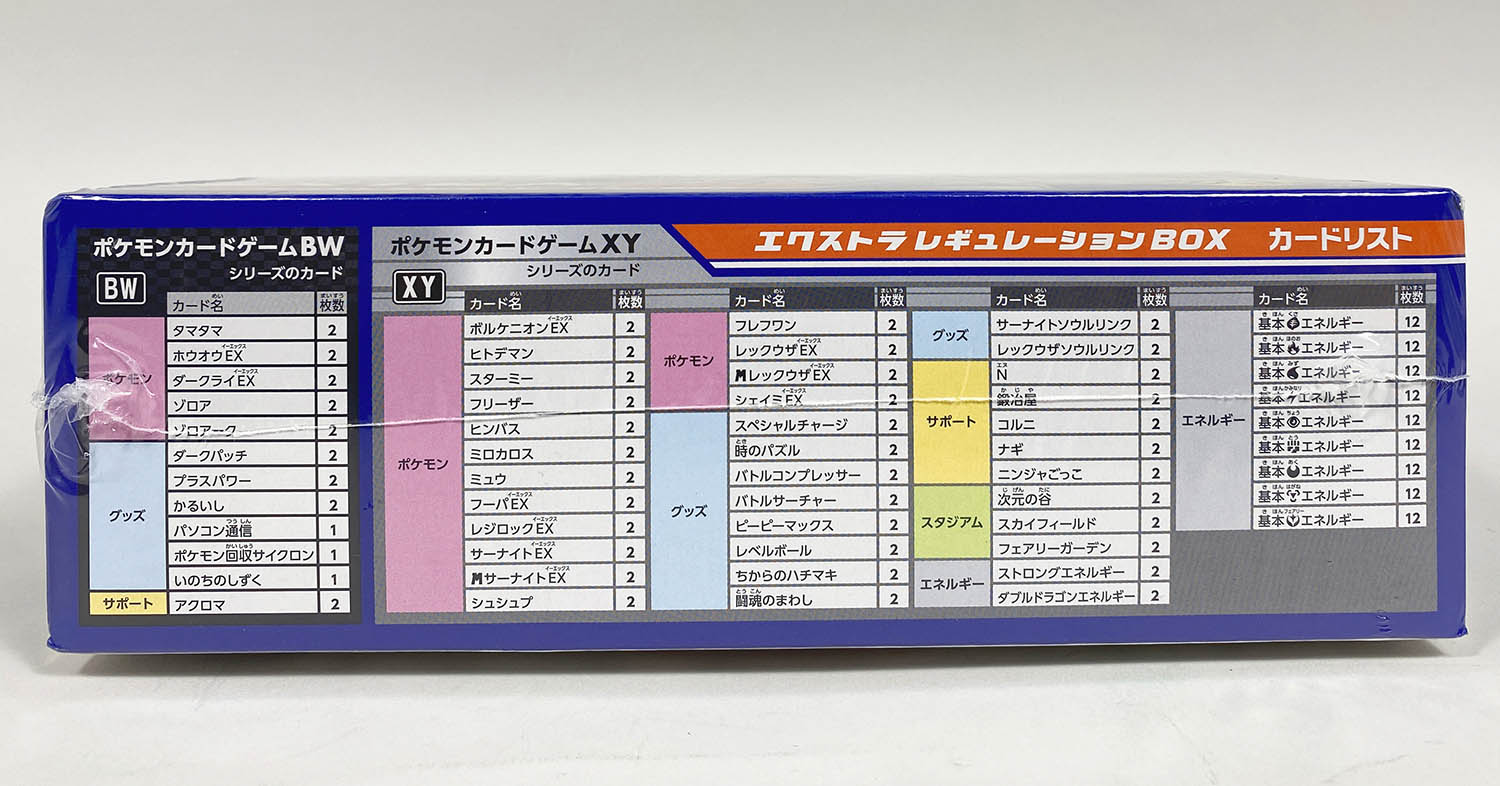 ポケモンカードゲームBW
シリーズのカード
BW
カード名 枚数
ポケモン
タマタマ 2
ホウオウEX 2
ダークライEX 2
ゾロア 2
ゾロアーク 2
グッズ
ダークパッチ 2
プラスパワー 2
かるいし 2
パソコン通信 1
ポケモン回収サイクロン 1
いのちのしずく 1
サポート
アクロマ 2
ポケモンカードゲームXY
シリーズのカード
XY
エクストラレギュレーションBOX カードリスト
カード名 枚数
ポケモン
ボルケニオンEX 2
ヒトデマン 2
スターミー 2
フリーザー 2
ヒンバス 2
ミロカロス 2
ミュウ 2
フーパEX 2
レジロックEX 2
サーナイトEX 2
MサーナイトEX 2
シュシュプ 2
カード名 枚数
ポケモン
フレフワン 2
レックウザEX 2
MレックウザEX 2
シェイミEX 2
グッズ
スペシャルチャージ 2
時のパズル 2
バトルコンプレッサー 2
バトルサーチャー 2
ピーピーマックス 2
レベルボール 2
ちからのハチマキ 2
闘魂のまわし 2
カード名 枚数
グッズ
サーナイトソウルリンク 2
レックウザソウルリンク 2
サポート
N 2
鍛冶屋 2
コルニ 2
ナギ 2
ニンジャごっこ 2
スタジアム
次元の谷 2
スカイフィールド 2
フェアリーガーデン 2
エネルギー
ストロングエネルギー 2
ダブルドラゴンエネルギー 2
カード名 枚数
エネルギー
基本エネルギー 12
基本エネルギー 12
基本エネルギー 12
基本エネルギー 12
基本エネルギー 12
基本エネルギー 12
基本エネルギー 12
基本エネルギー 12
基本エネルギー 12